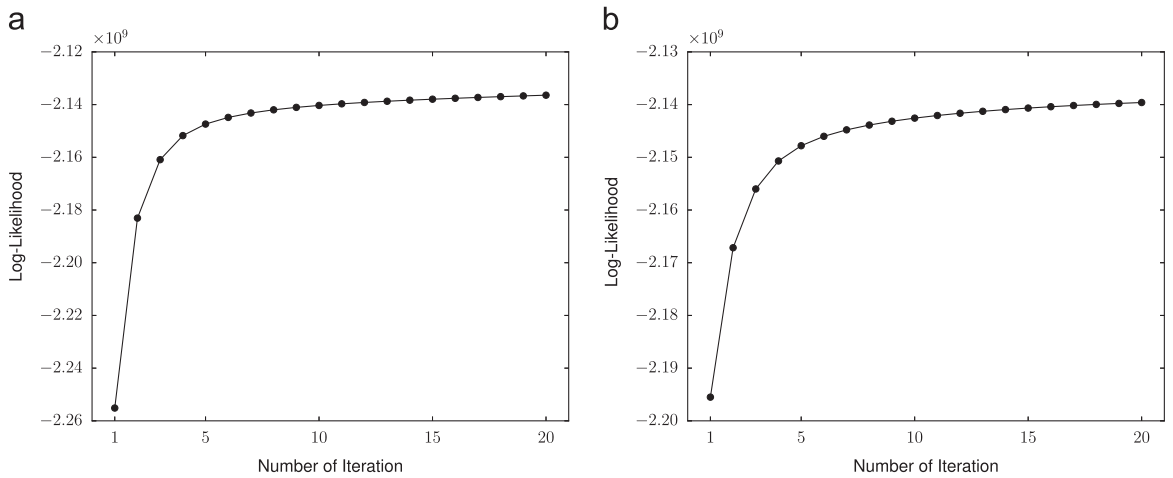 a
×10⁹
−2.12
−2.14
−2.16
−2.18
−2.20
−2.22
−2.24
−2.26
Log-Likelihood
1 5 10 15 20
Number of Iteration
b
×10⁹
−2.13
−2.14
−2.15
−2.16
−2.17
−2.18
−2.19
−2.20
Log-Likelihood
1 5 10 15 20
Number of Iteration